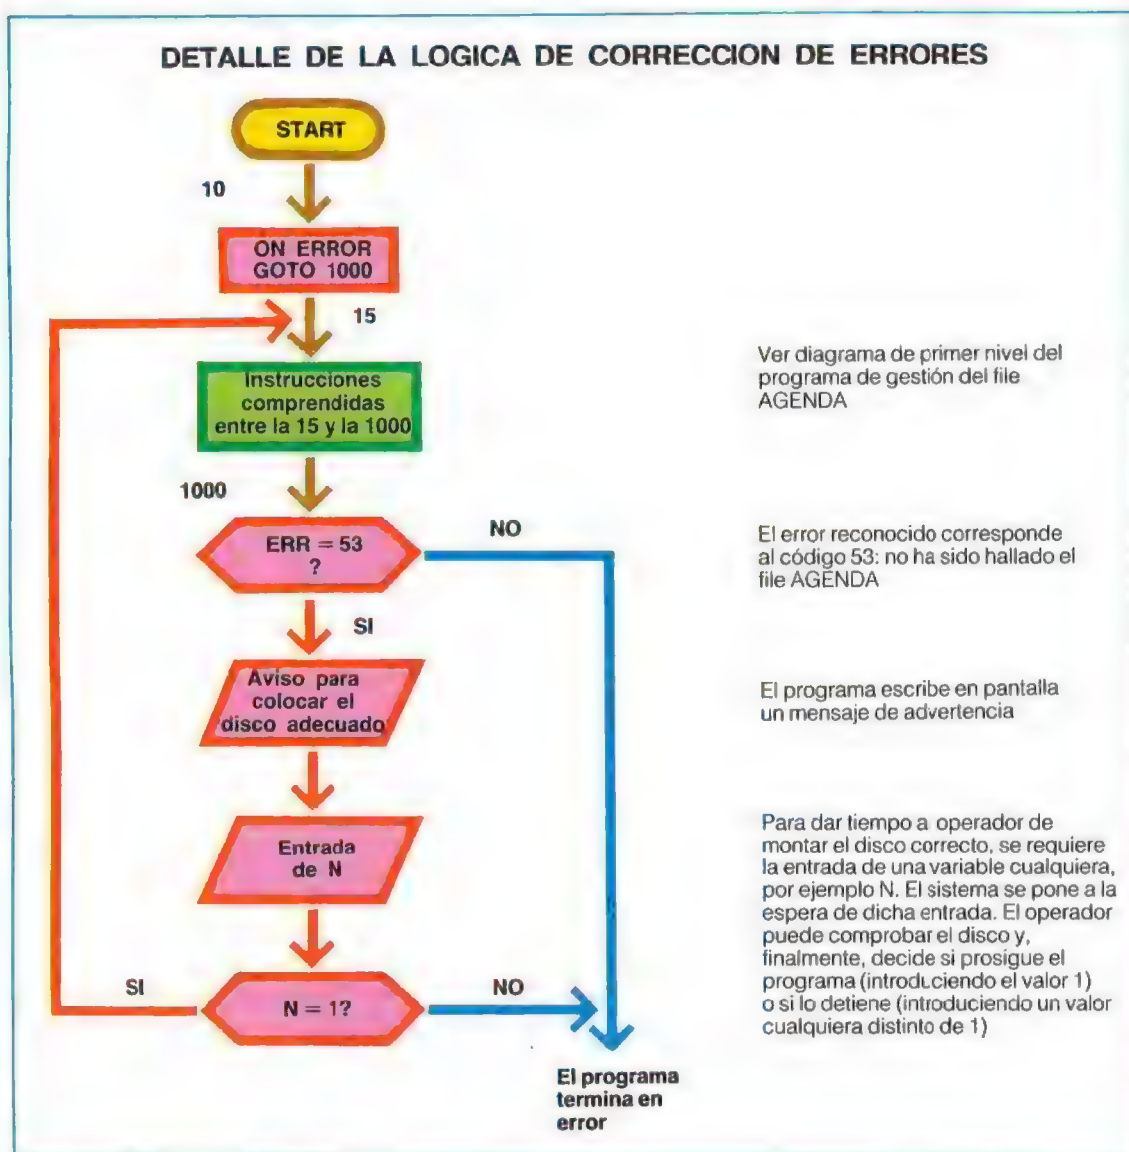 DETALLE DE LA LOGICA DE CORRECCION DE ERRORES
START
10
ON ERROR
GOTO 1000
15
Instrucciones
comprendidas
entre la 15 y la 1000
Ver diagrama de primer nivel del
programa de gestión del file
AGENDA
1000
ERR = 53
?
NO
El error reconocido corresponde
al código 53: no ha sido hallado el
file AGENDA
SI
Aviso para
colocar el
disco adecuado
El programa escribe en pantalla
un mensaje de advertencia
Entrada
de N
Para dar tiempo a operador de
montar el disco correcto, se requiere
la entrada de una variable cualquiera,
por ejemplo N. El sistema se pone a la
espera de dicha entrada. El operador
puede comprobar el disco y,
finalmente, decide si prosigue el
programa (introduciendo el valor 1)
o si lo detiene (introduciendo un valor
cualquiera distinto de 1)
SI
N = 1?
NO
El programa
termina en
error